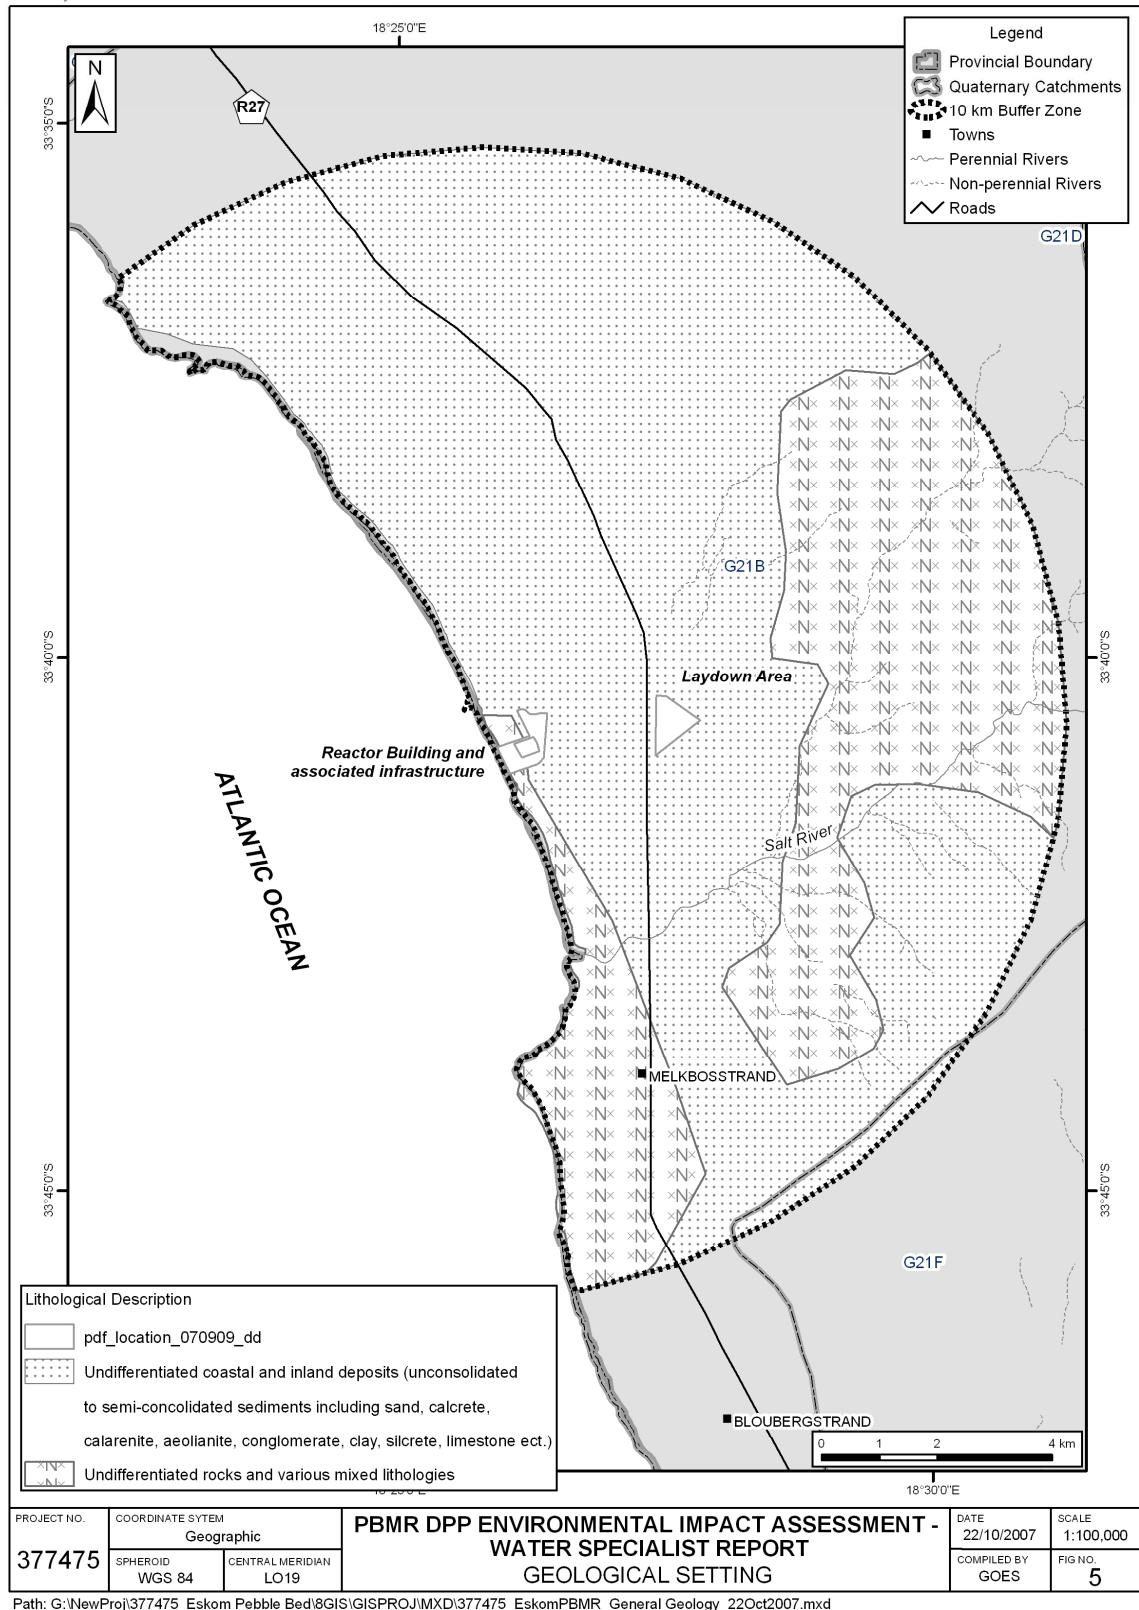 18°25'0"E
N
R27
33°35'0"S
Legend
Provincial Boundary
Quaternary Catchments
10 km Buffer Zone
Towns
Perennial Rivers
Non-perennial Rivers
Roads
G21D
G21B
33°40'0"S
33°40'0"S
Laydown Area
Reactor Building and
associated infrastructure
ATLANTIC OCEAN
Salt River
MELKBOSSTRAND
33°45'0"S
33°45'0"S
G21F
BLOUBERGSTRAND
Lithological Description
pdf_location_070909_dd
Undifferentiated coastal and inland deposits (unconsolidated
to semi-concolidated sediments including sand, calcrete,
calarenite, aeolianite, conglomerate, clay, silcrete, limestone ect.)
Undifferentiated rocks and various mixed lithologies
0 1 2 4 km
18°30'0"E
PROJECT NO.
377475
COORDINATE SYTEM
Geographic
SPHEROID
WGS 84
CENTRAL MERIDIAN
LO19
PBMR DPP ENVIRONMENTAL IMPACT ASSESSMENT -
WATER SPECIALIST REPORT
GEOLOGICAL SETTING
DATE
22/10/2007
SCALE
1:100,000
COMPILED BY
GOES
FIG NO.
5
Path: G:\NewProj\377475_Eskom Pebble Bed\8GIS\GISPROJ\MXD\377475_EskomPBMR_General Geology_22Oct2007.mxd